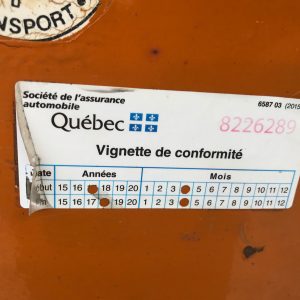 NSPORT
Société de l'assurance automobile 6587 03 (2015
Québec 8226289
Vignette de conformité
ate Années Mois
but 15 16 18 19 20 1 2 3 5 6 7 8 9 10 11 12
15 16 17 19 20 1 2 3 5 6 7 8 9 10 11 12